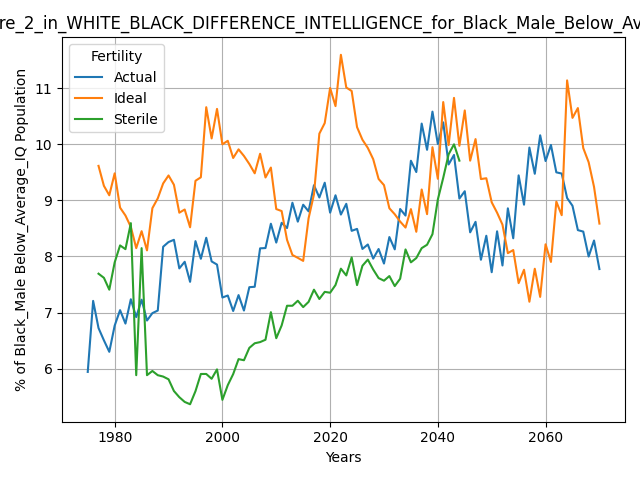 re_2_in_WHITE_BLACK_DIFFERENCE_INTELLIGENCE_for_Black_Male_Below_Av
Fertility
Actual
Ideal
Sterile
% of Black_Male Below_Average_IQ Population
11
10
9
8
7
6
1980
2000
2020
2040
2060
Years